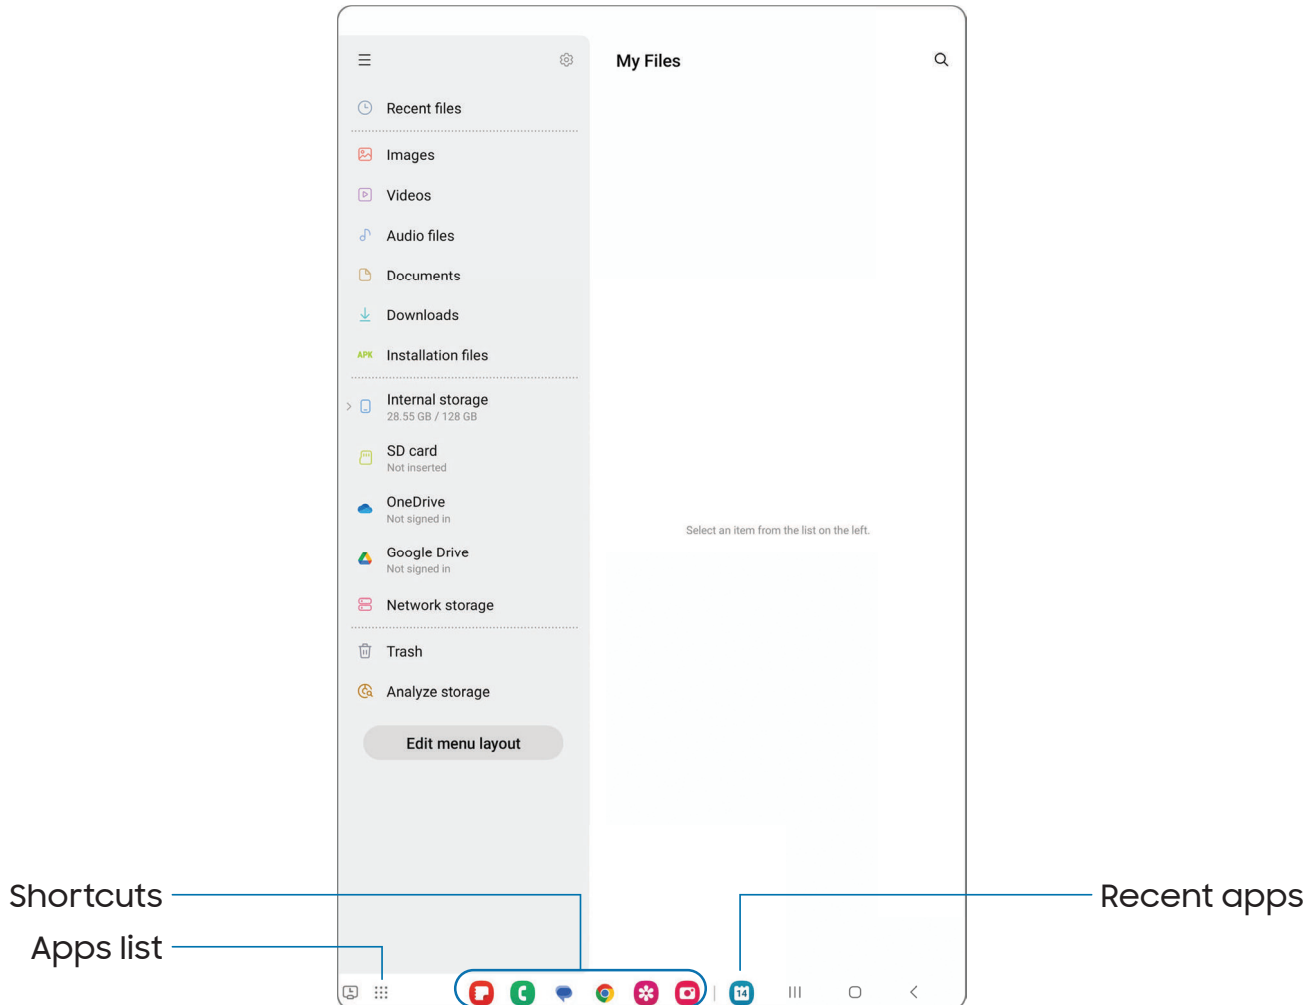 My Files
Recent files
Images
Videos
Audio files
Documents
Downloads
APK Installation files
Internal storage
28.55 GB / 128 GB
SD card
Not inserted
OneDrive
Not signed in
Google Drive
Not signed in
Network storage
Trash
Analyze storage
Edit menu layout
Select an item from the list on the left.
Shortcuts
Apps list
Recent apps
14